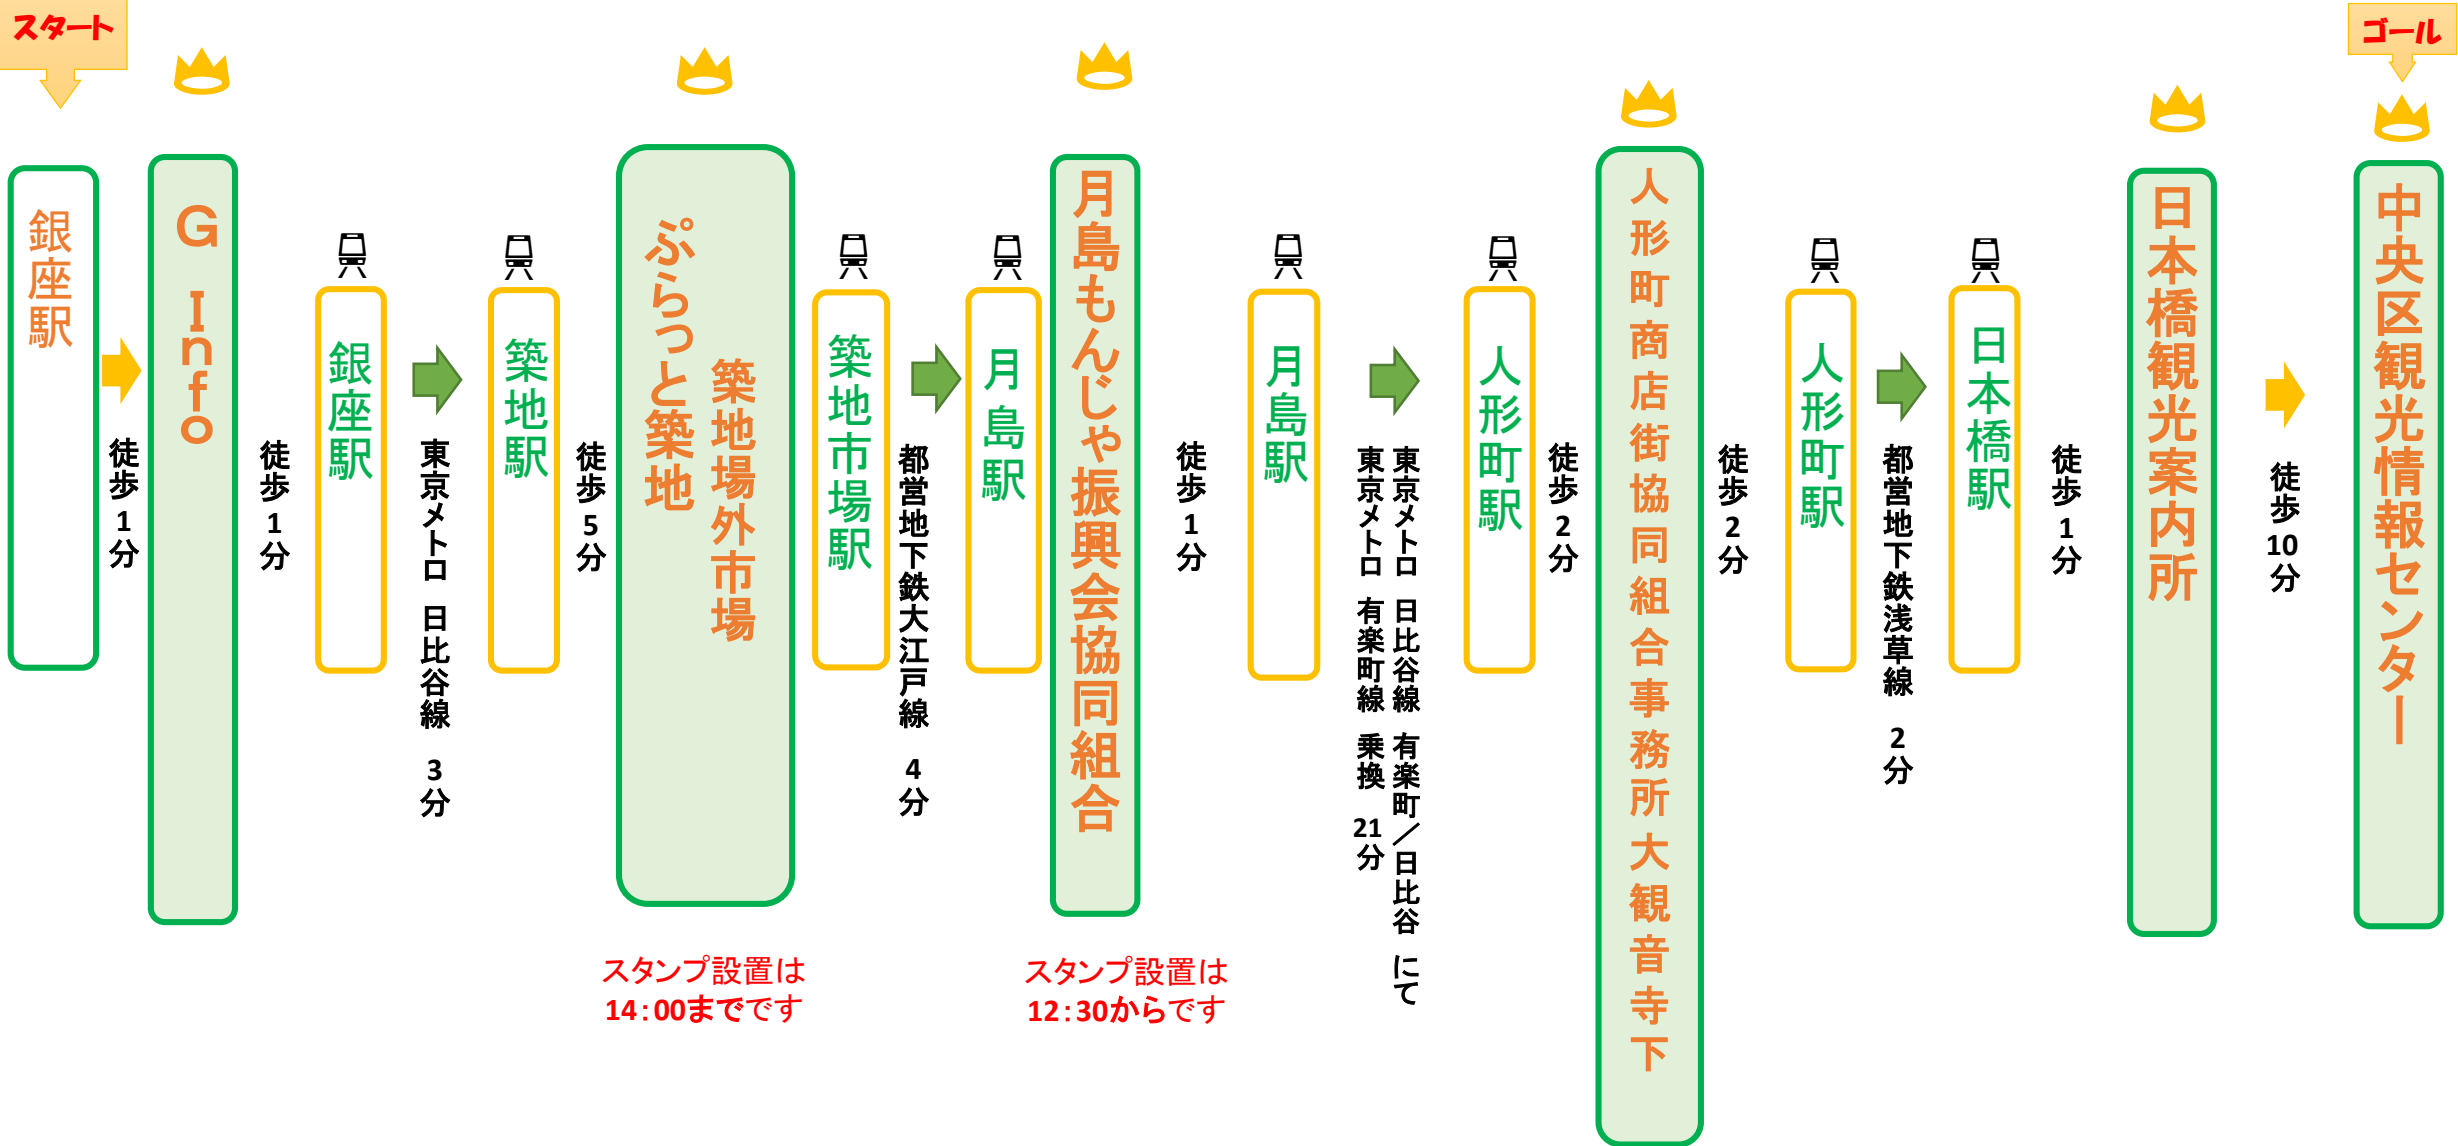 スタート
銀座駅
徒歩1分
G Info
徒歩1分
銀座駅
東京メトロ 日比谷線 3分
築地駅
徒歩5分
築地場外市場
ぷらっと築地
スタンプ設置は
14:00までです
築地市場駅
都営地下鉄大江戸線 4分
月島駅
月島もんじゃ振興会協同組合
スタンプ設置は
12:30からです
徒歩1分
月島駅
東京メトロ 日比谷線 有楽町／日比谷 にて
東京メトロ 有楽町線 乗換 21分
人形町駅
徒歩2分
人形町商店街協同組合事務所大観音寺下
徒歩2分
人形町駅
都営地下鉄浅草線 2分
日本橋駅
徒歩1分
日本橋観光案内所
徒歩10分
ゴール
中央区観光情報センター